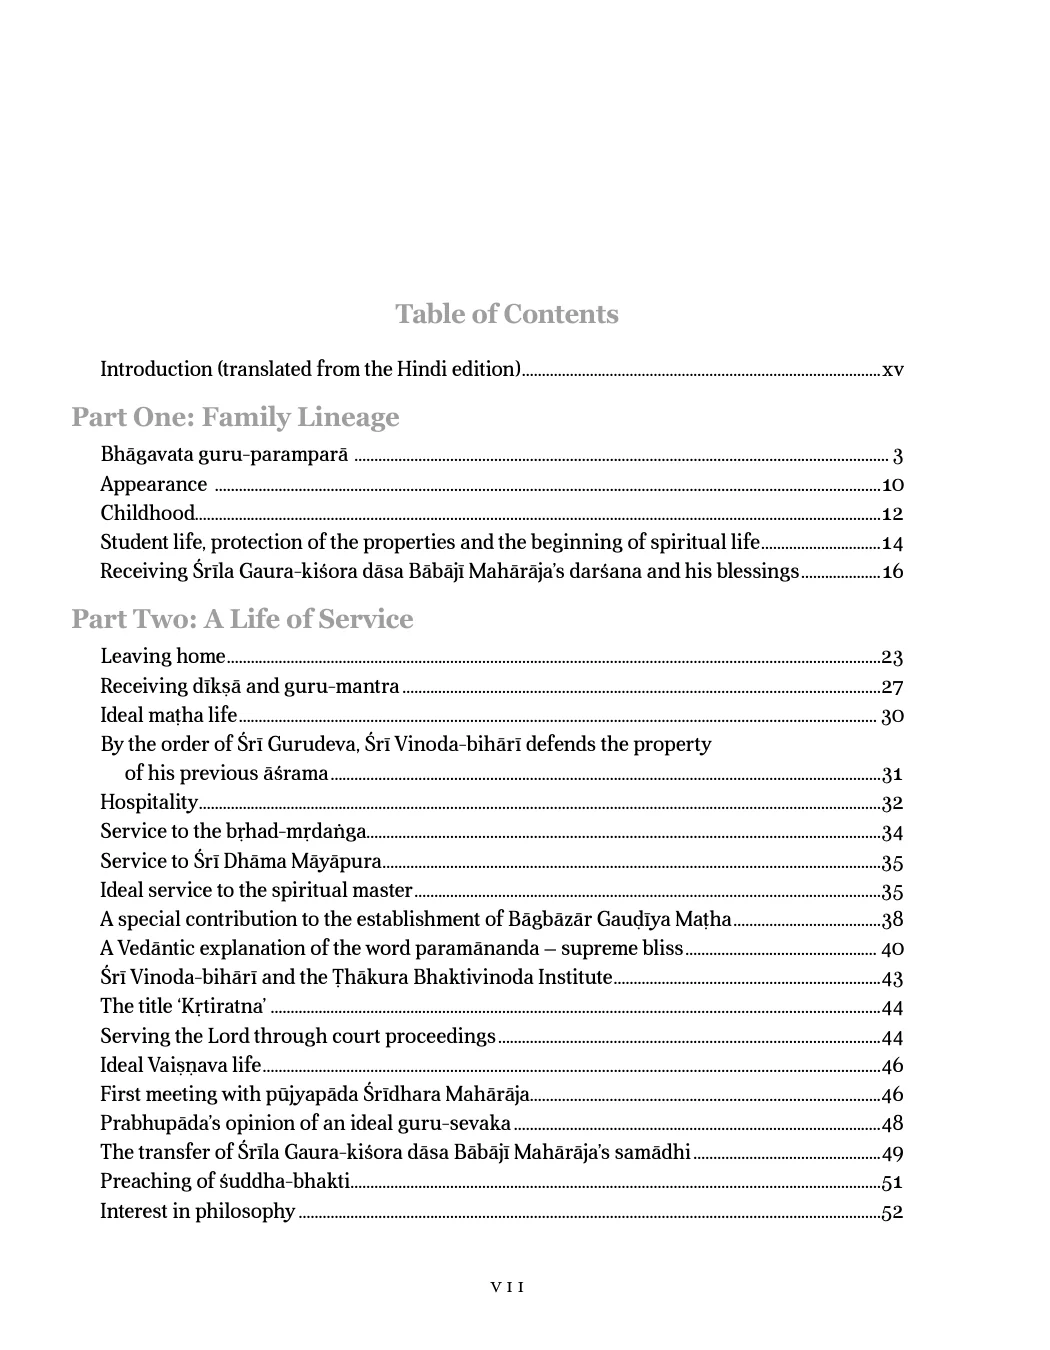 Table of Contents
Introduction (translated from the Hindi edition)..........xv
Part One: Family Lineage
Bhāgavata guru-paramparā .......... 3
Appearance ..........10
Childhood..........12
Student life, protection of the properties and the beginning of spiritual life..........14
Receiving Śrīla Gaura-kiśora dāsa Bābājī Mahārāja’s darśana and his blessings..........16
Part Two: A Life of Service
Leaving home..........23
Receiving dīkṣā and guru-mantra..........27
Ideal maṭha life.......... 30
By the order of Śrī Gurudeva, Śrī Vinoda-bihārī defends the property
of his previous āśrama..........31
Hospitality..........32
Service to the bṛhad-mṛdaṅga..........34
Service to Śrī Dhāma Māyāpura..........35
Ideal service to the spiritual master..........35
A special contribution to the establishment of Bāgbāzār Gauḍīya Maṭha..........38
A Vedāntic explanation of the word paramānanda – supreme bliss.......... 40
Śrī Vinoda-bihārī and the Ṭhākura Bhaktivinoda Institute..........43
The title ‘Kṛtiratna’ ..........44
Serving the Lord through court proceedings..........44
Ideal Vaiṣṇava life..........46
First meeting with pūjyapāda Śrīdhara Mahārāja..........46
Prabhupāda’s opinion of an ideal guru-sevaka..........48
The transfer of Śrīla Gaura-kiśora dāsa Bābājī Mahārāja’s samādhi..........49
Preaching of śuddha-bhakti..........51
Interest in philosophy..........52
VII